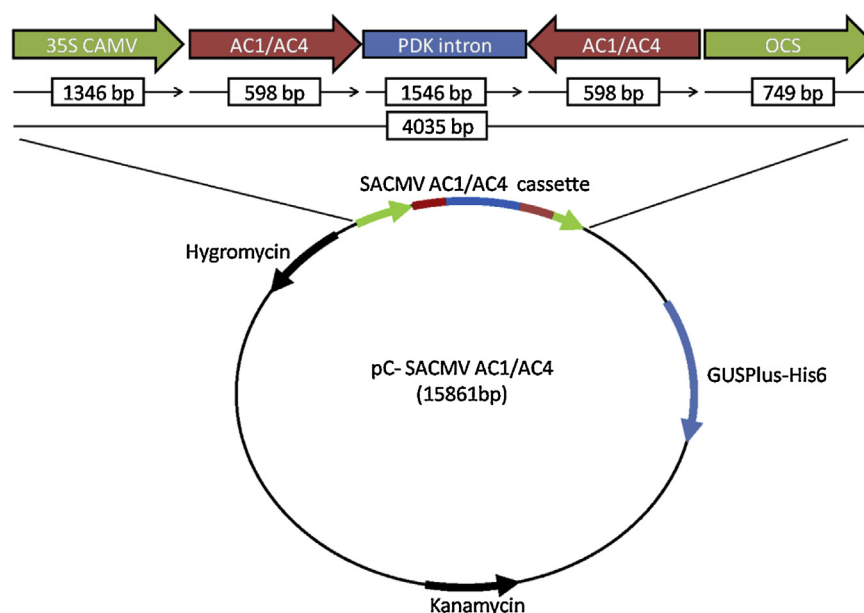 35S CAMV AC1/AC4 PDK intron AC1/AC4 OCS
1346 bp 598 bp 1546 bp 598 bp 749 bp
4035 bp
SACMV AC1/AC4 cassette
Hygromycin
pC- SACMV AC1/AC4
(15861bp)
GUSPlus-His6
Kanamycin